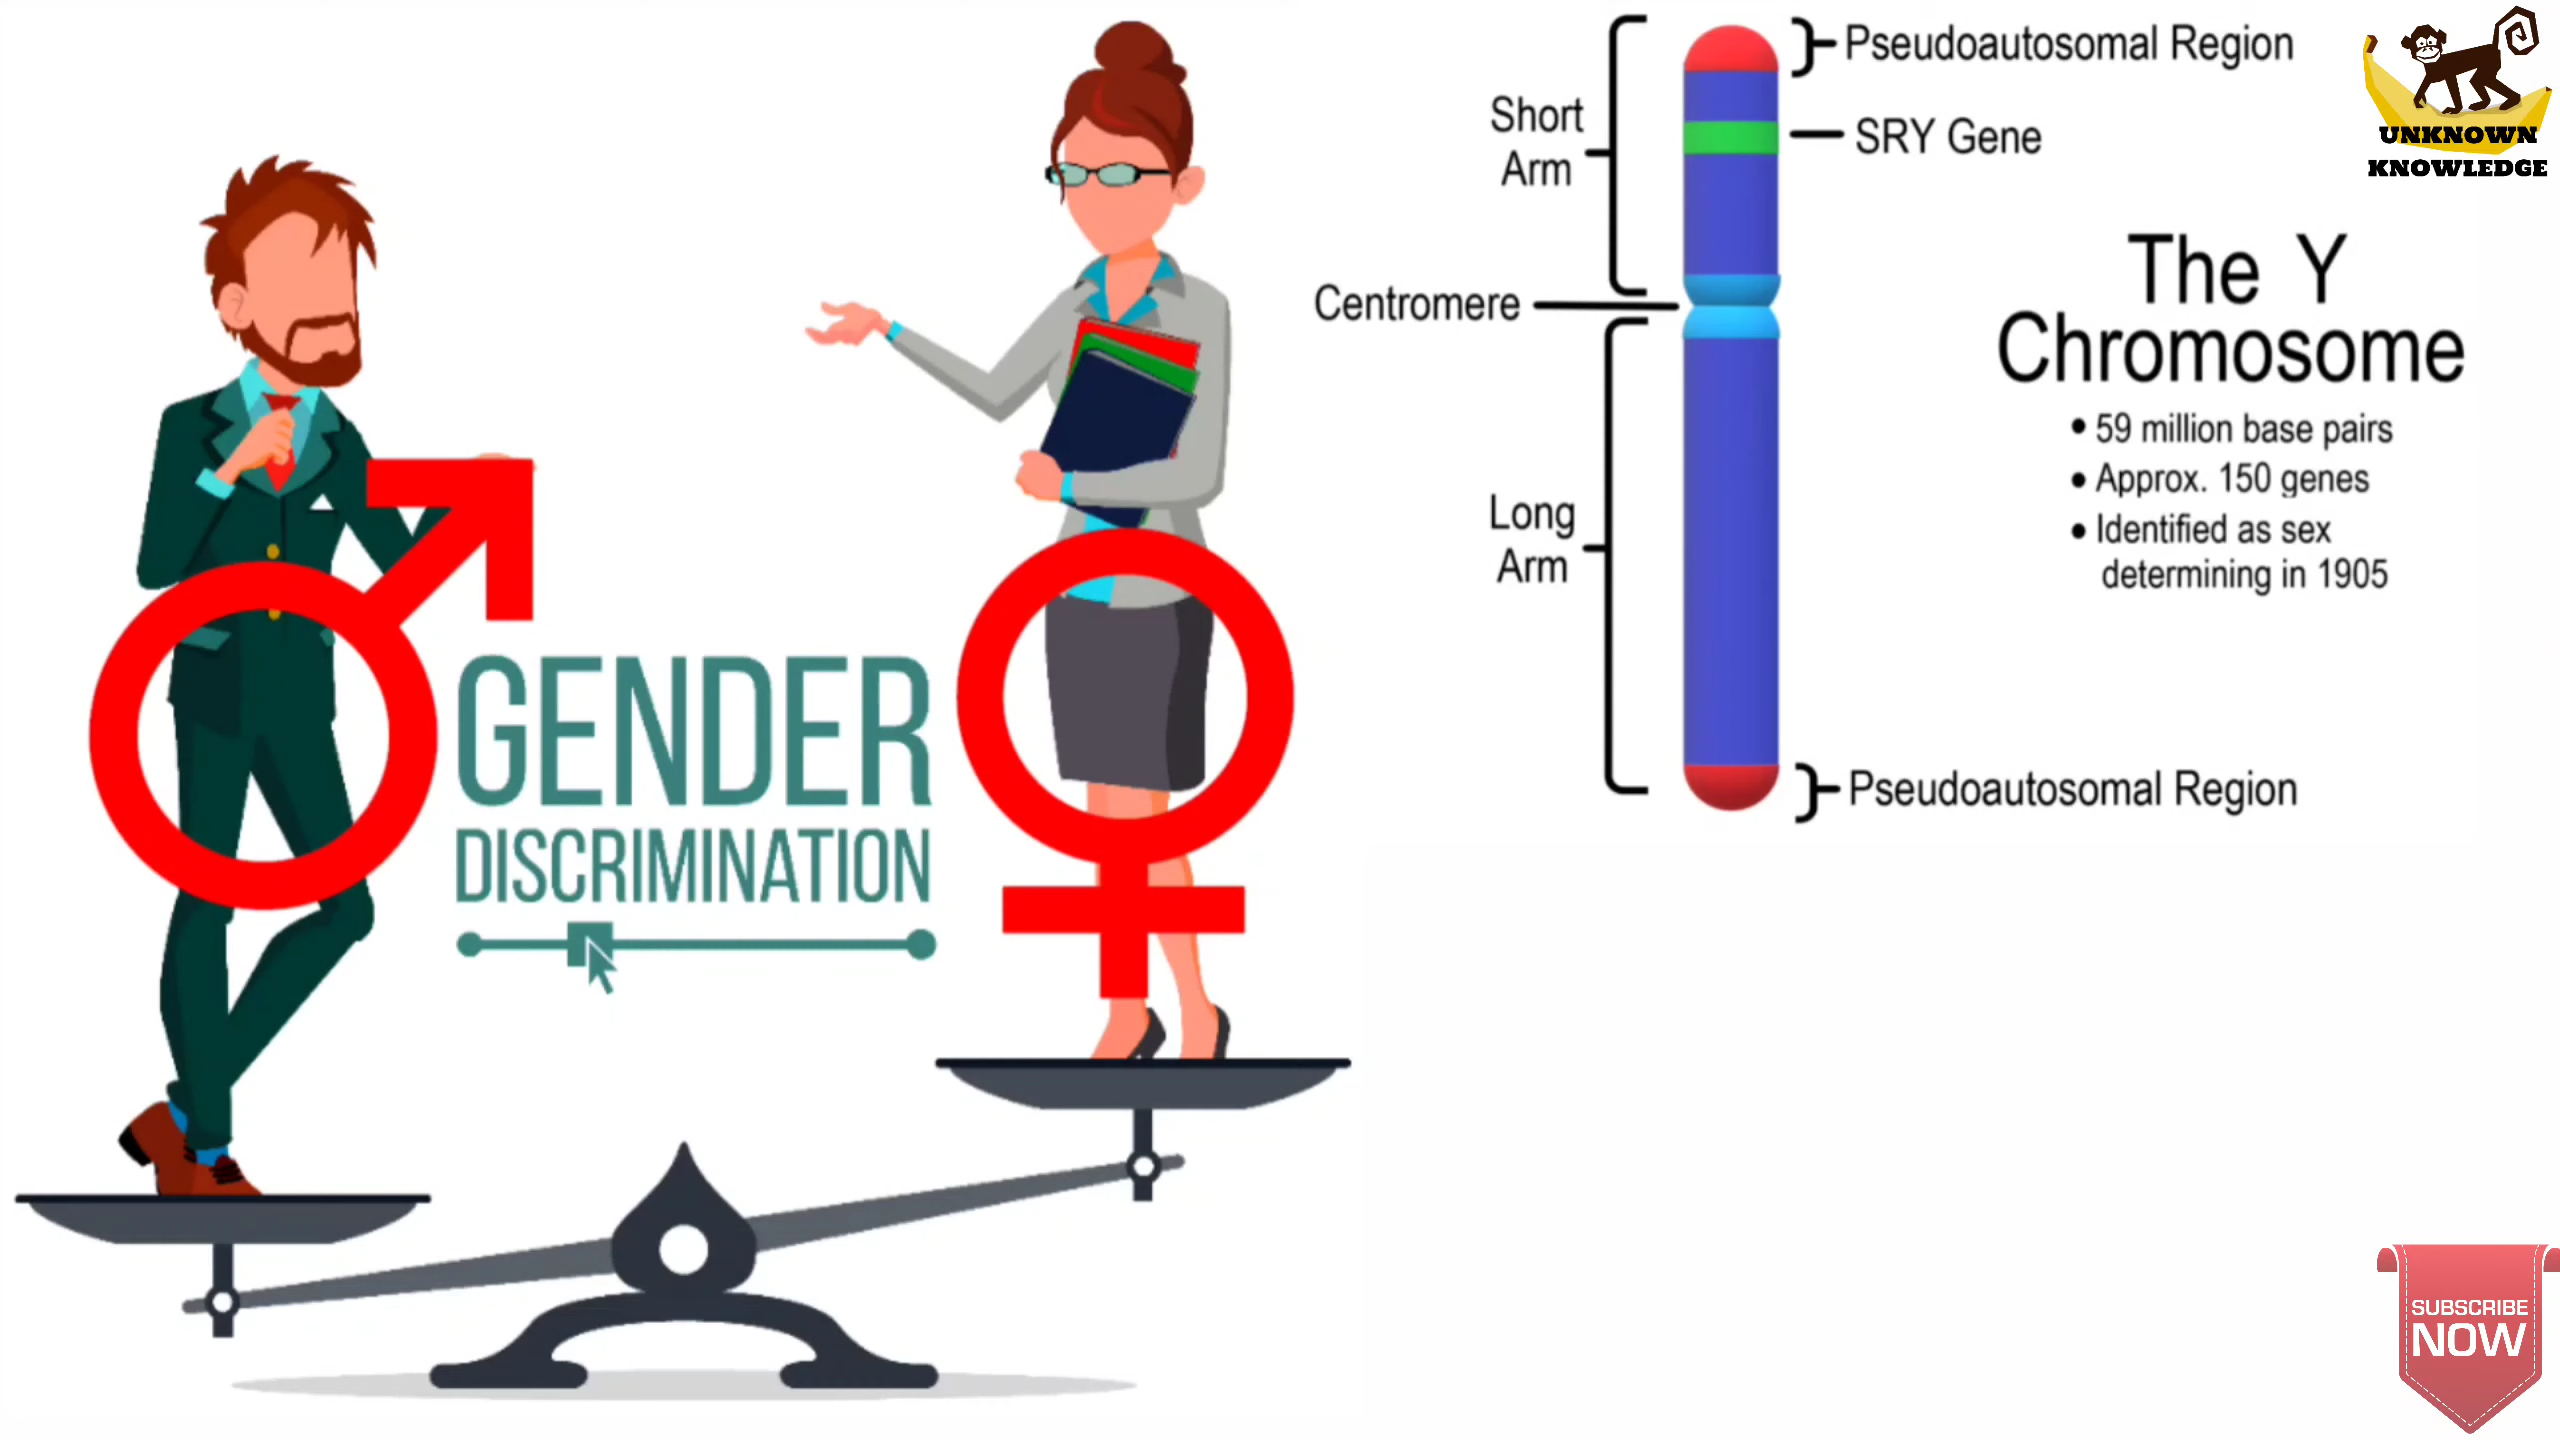 GENDER
DISCRIMINATION
Pseudoautosomal Region
Short
Arm
SRY Gene
Centromere
Long
Arm
Pseudoautosomal Region
The Y
Chromosome
• 59 million base pairs
• Approx. 150 genes
• Identified as sex
determining in 1905
UNKNOWN
KNOWLEDGE
SUBSCRIBE
NOW